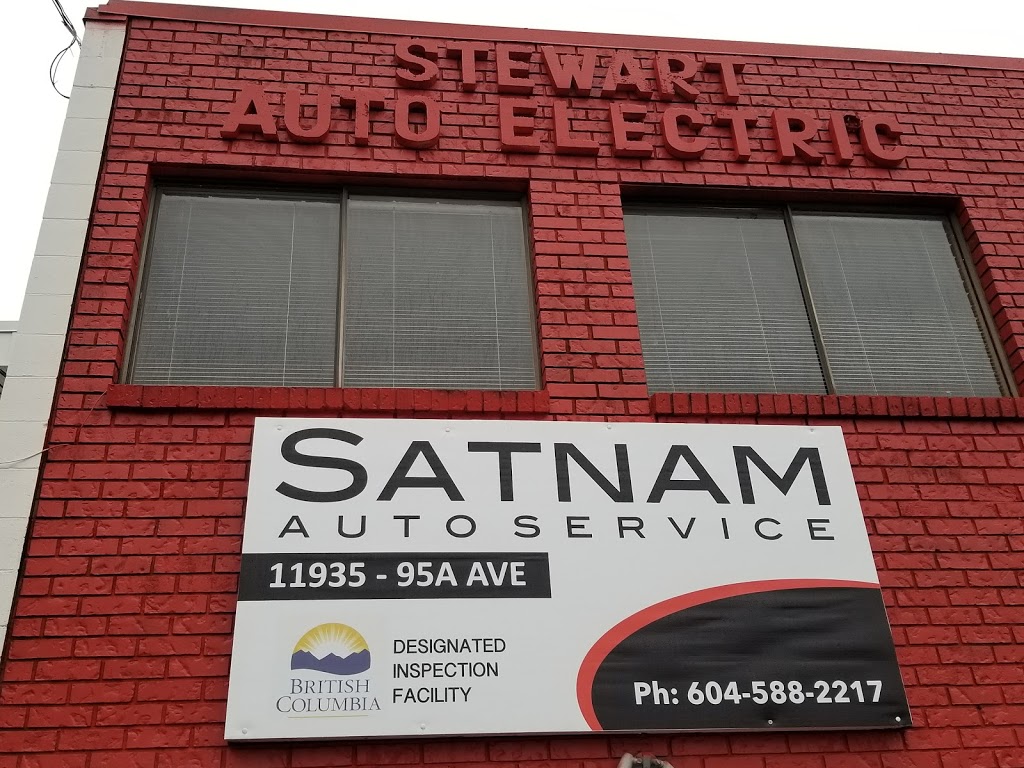 STEWART
AUTO ELECTRIC
SATNAM
AUTO SERVICE
11935 - 95A AVE
BRITISH
COLUMBIA
DESIGNATED
INSPECTION
FACILITY
Ph: 604-588-2217